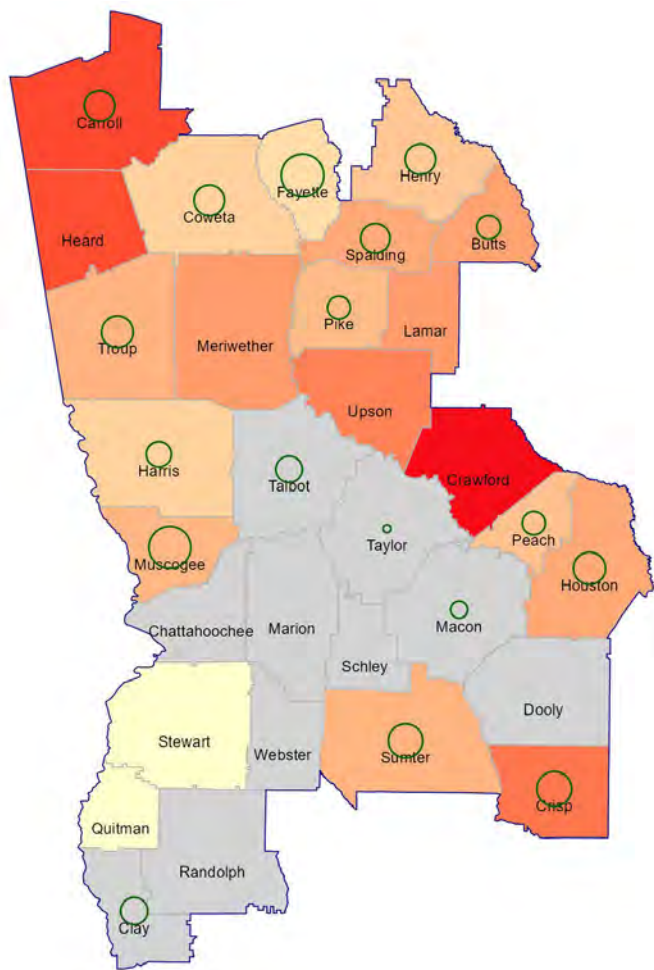 Carroll
Henry
Fayette
Coweta
Heard
Butts
Spalding
Pike
Lamar
Troup
Meriwether
Upson
Harris
Talbot
Crawford
Peach
Taylor
Muscogee
Houston
Macon
Chattahoochee
Marion
Schley
Dooly
Stewart
Webster
Sumter
Crisp
Quitman
Randolph
Clay